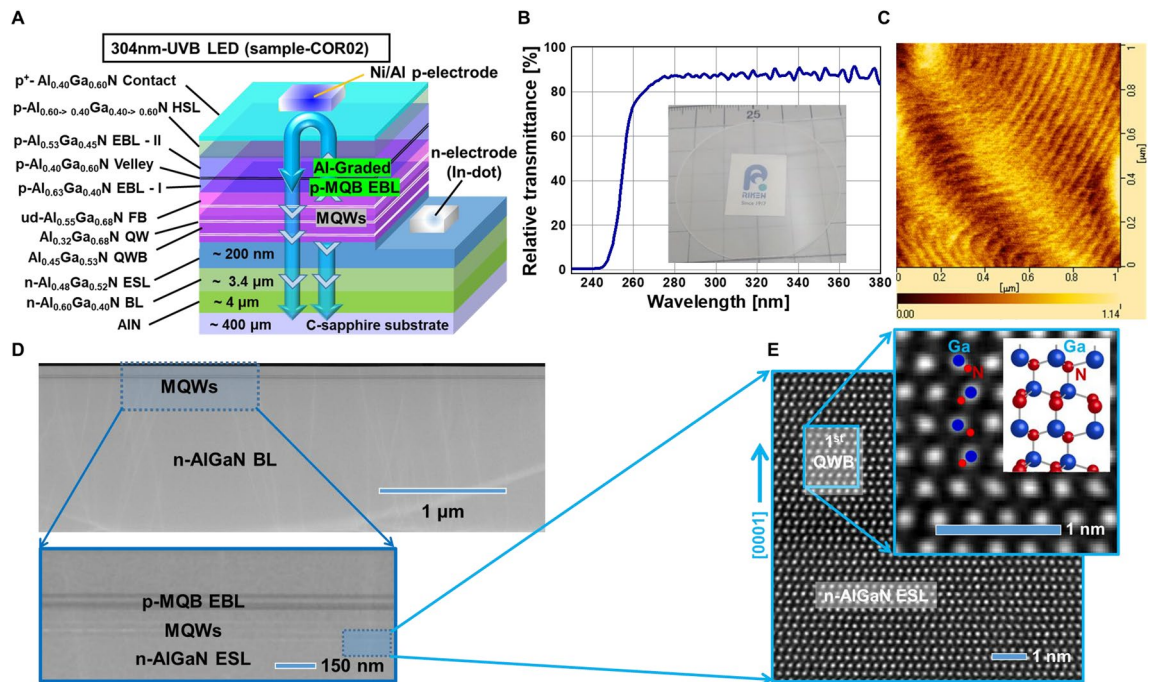 A
304nm-UVB LED (sample-COR02)
p⁺- Al₀.₄₀Ga₀.₆₀N Contact
p-Al₀.₆₀₋> ₀.₄₀Ga₀.₄₀₋> ₀.₆₀N HSL
p-Al₀.₅₃Ga₀.₄₅N EBL - II
p-Al₀.₄₀Ga₀.₆₀N Velley
p-Al₀.₆₃Ga₀.₄₀N EBL - I
ud-Al₀.₅₅Ga₀.₆₈N FB
Al₀.₃₂Ga₀.₆₈N QW
Al₀.₄₅Ga₀.₅₃N QWB
n-Al₀.₄₈Ga₀.₅₂N ESL
n-Al₀.₆₀Ga₀.₄₀N BL
AlN
Ni/Al p-electrode
n-electrode
(In-dot)
Al-Graded
p-MQB EBL
MQWs
~ 200 nm
~ 3.4 µm
~ 4 µm
~ 400 µm
C-sapphire substrate
B
Relative transmittance [%]
100
80
60
40
20
0
230 240 260 280 300 320 340 360 380
Wavelength [nm]
25
RIKEN
Since 1917
C
1
0.8
0.6
0.4
0.2
0
[µm]
0 0.2 0.4 0.6 0.8 1
[µm]
0.00
1.14
D
MQWs
n-AlGaN BL
1 µm
p-MQB EBL
MQWs
n-AlGaN ESL
150 nm
E
[0001]
1st
QWB
n-AlGaN ESL
1 nm
Ga
N
Ga
N
1 nm